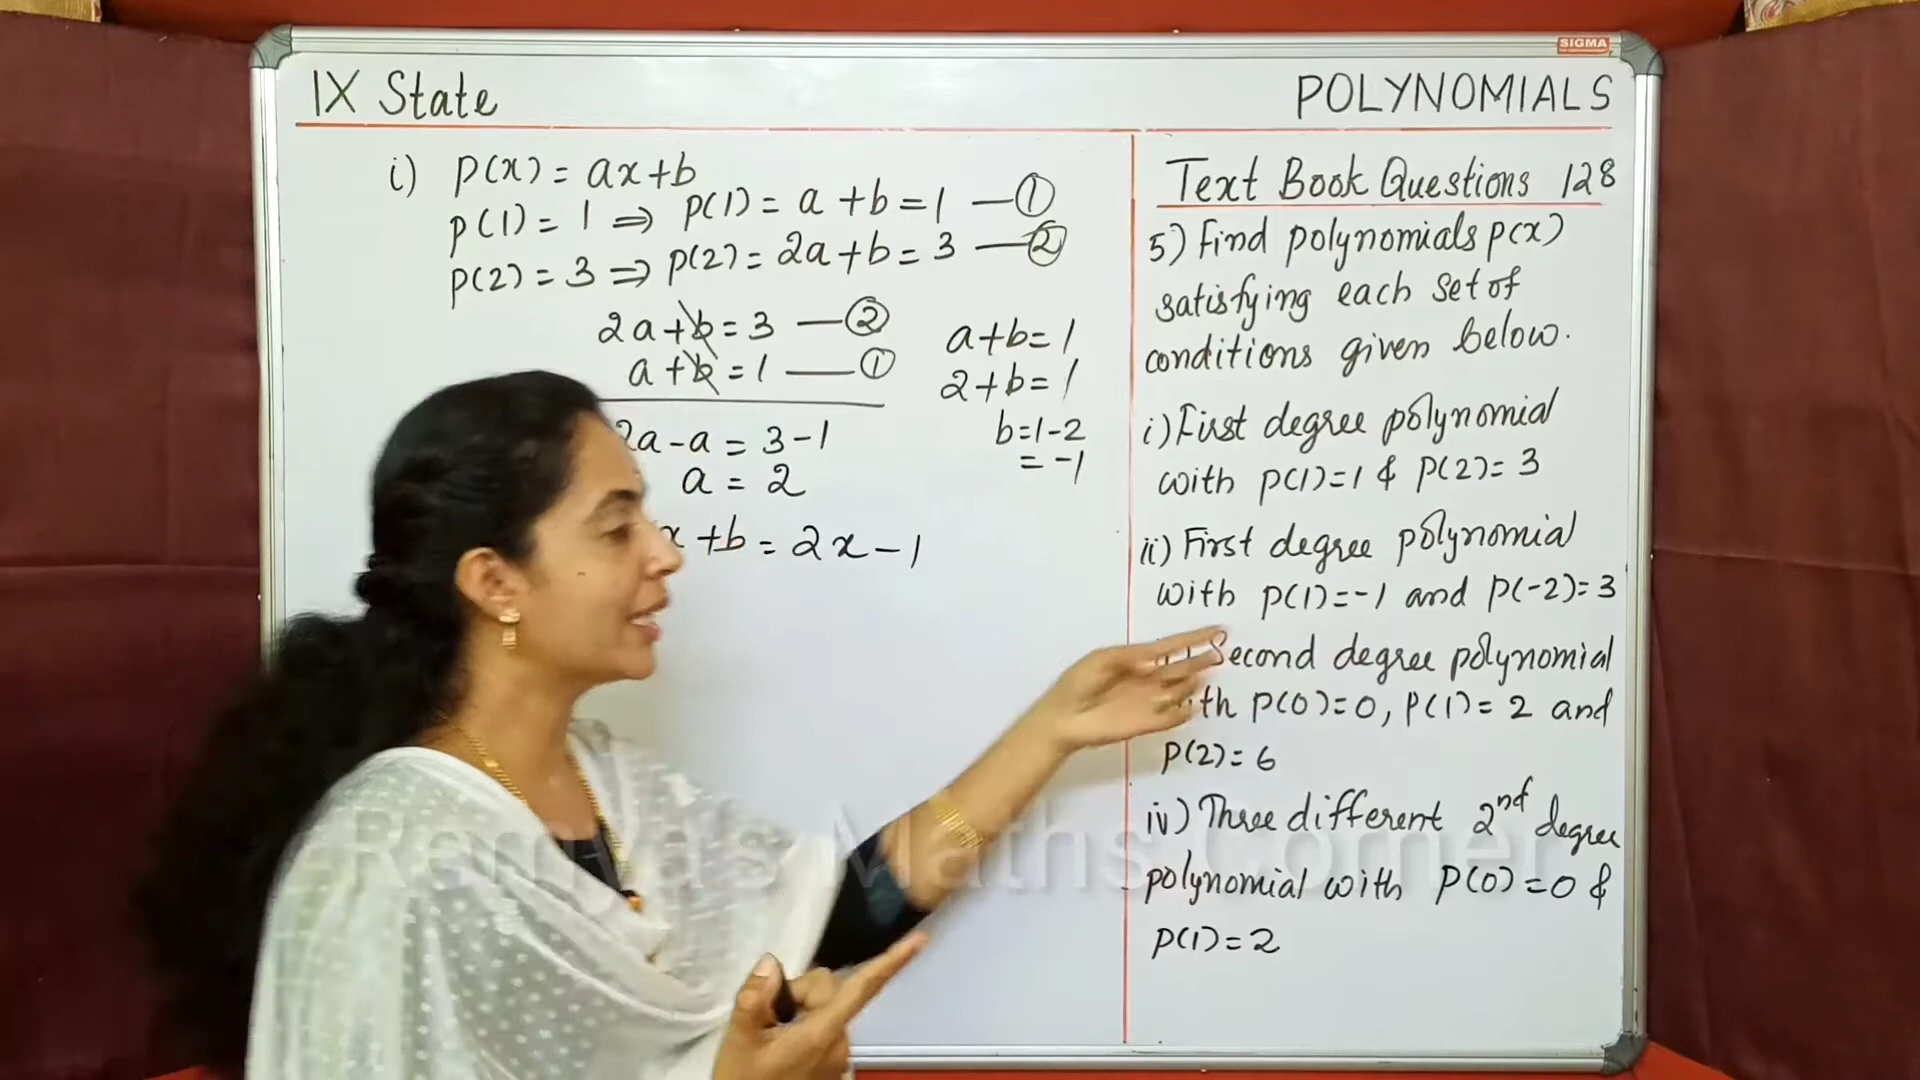 SIGMA
IX State
POLYNOMIALS
i) p(x) = ax+b
p(1) = 1 ⇒ p(1) = a + b = 1 —①
p(2) = 3 ⇒ p(2) = 2a+b = 3 —②
2a+b = 3 —②
a+b = 1 —①
2a-a = 3-1
a = 2
x+b = 2x-1
a+b=1
2+b=1
b=1-2
=-1
Text Book Questions 128
5) Find polynomials p(x)
satisfying each set of
conditions given below.
i) First degree polynomial
with p(1)=1 & p(2)=3
ii) First degree polynomial
with p(1)=-1 and p(-2)=3
Second degree polynomial
with p(0)=0, p(1)=2 and
p(2)=6
iv) Three different 2nd degree
polynomial with p(0)=0 &
p(1)=2
Remya's Maths Corner